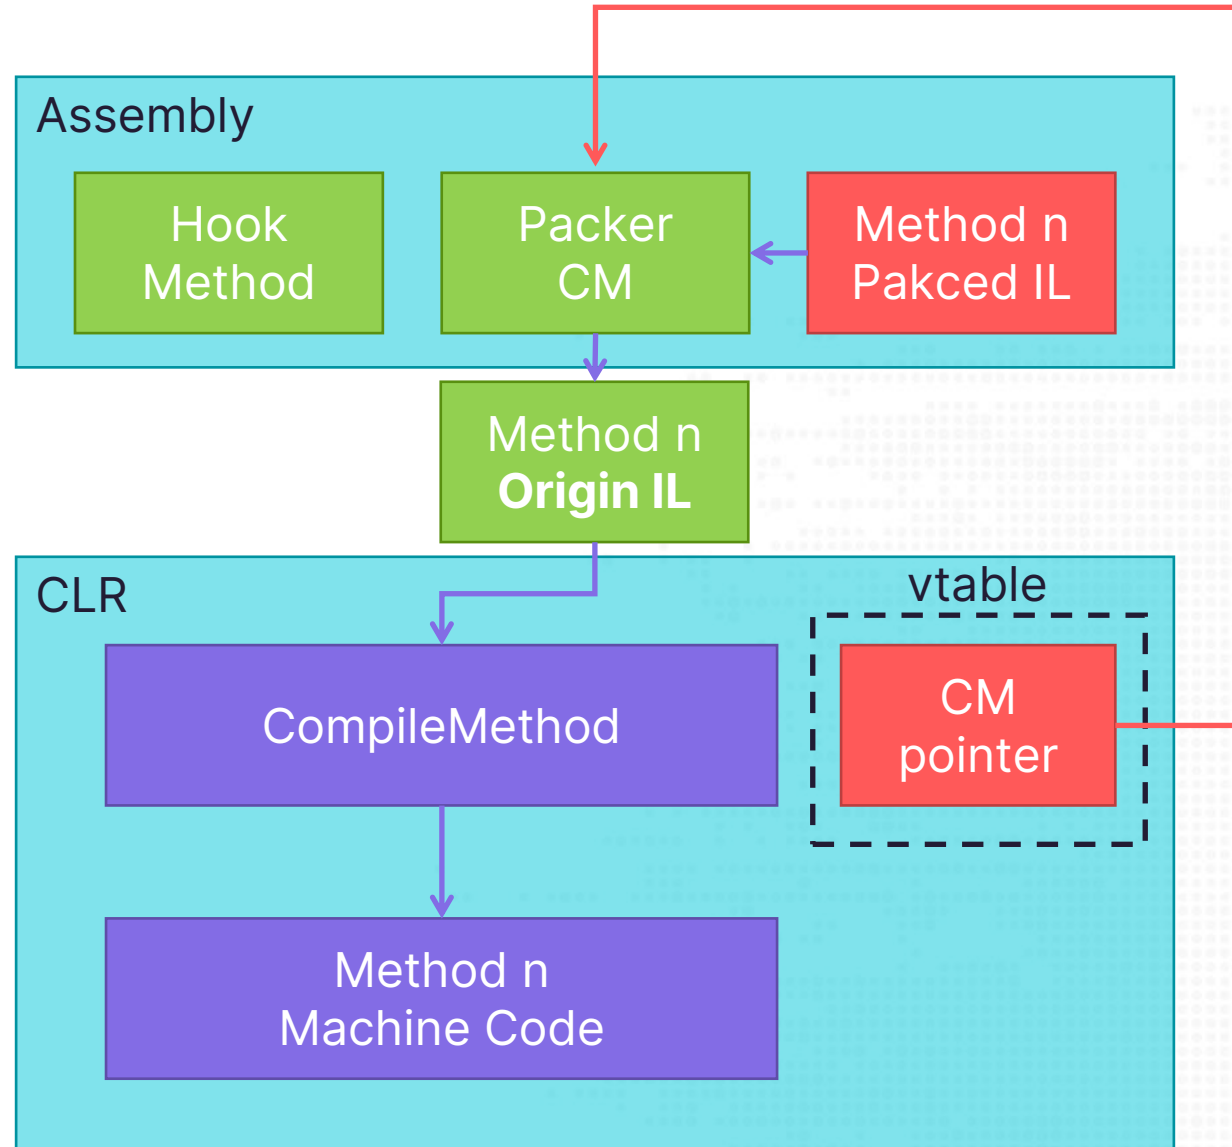 Assembly
Hook
Method
Packer
CM
Method n
Pakced IL
Method n
Origin IL
CLR
vtable
CompileMethod
CM
pointer
Method n
Machine Code